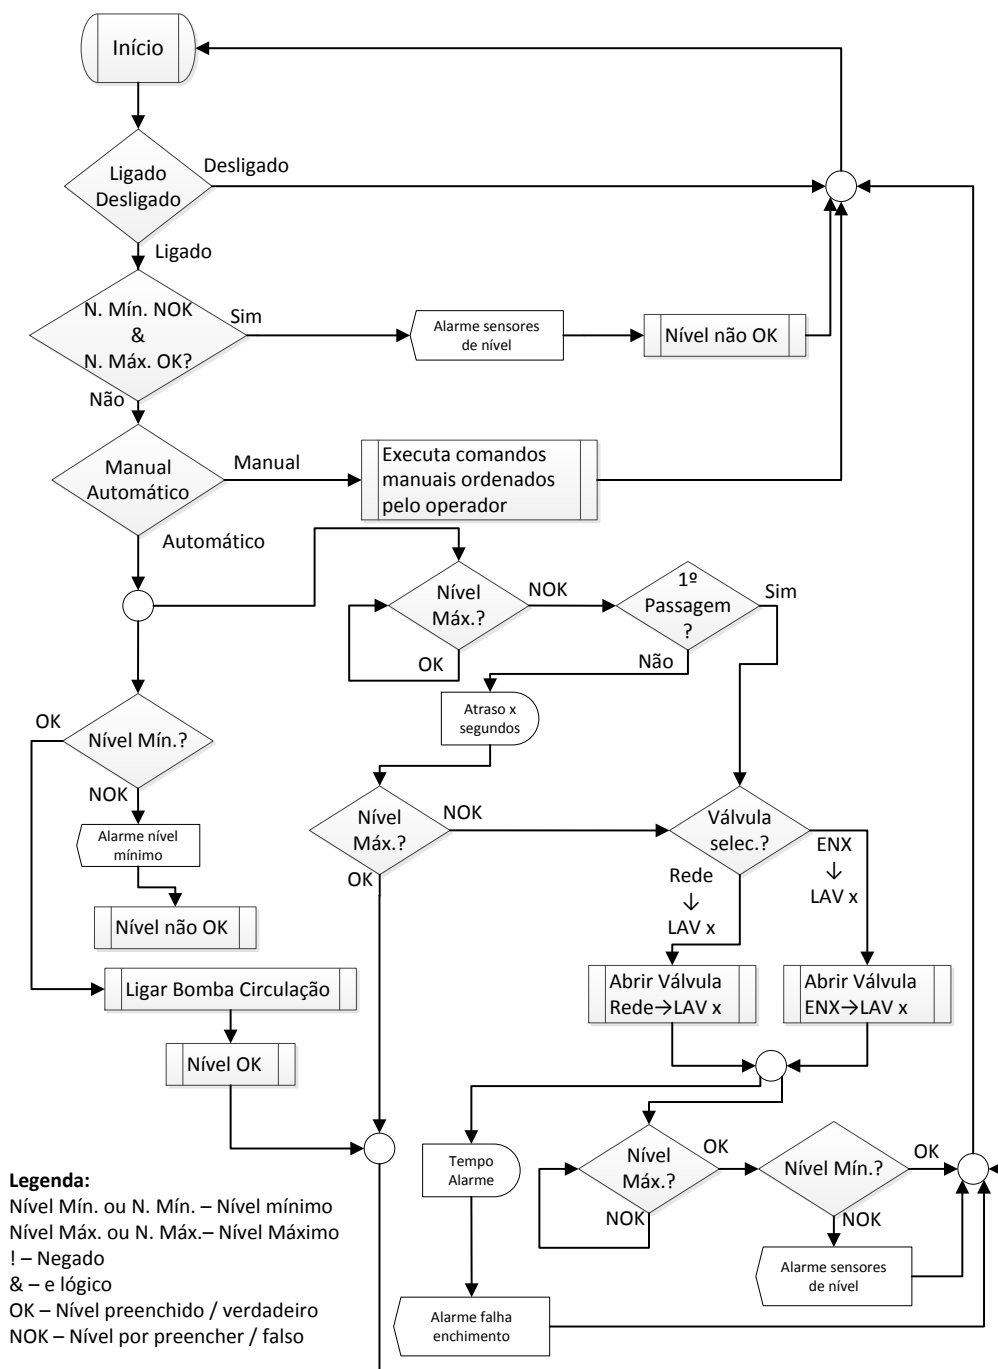 Início
Ligado
Desligado
Desligado
Ligado
N. Mín. NOK
&
N. Máx. OK?
Sim
Alarme sensores
de nível
Nível não OK
Não
Manual
Automático
Manual
Executa comandos
manuais ordenados
pelo operador
Automático
Nível
Máx.?
NOK
OK
1º
Passagem
?
Sim
Não
Atraso x
segundos
OK
Nível Mín.?
NOK
Alarme nível
mínimo
Nível não OK
Nível
Máx.?
NOK
OK
Válvula
selec.?
Rede
↓
LAV x
ENX
↓
LAV x
Ligar Bomba Circulação
Nível OK
Abrir Válvula
Rede→LAV x
Abrir Válvula
ENX→LAV x
Tempo
Alarme
Nível
Máx.?
OK
NOK
Nível Mín.?
OK
NOK
Alarme sensores
de nível
Alarme falha
enchimento
Legenda:
Nível Mín. ou N. Mín. – Nível mínimo
Nível Máx. ou N. Máx.– Nível Máximo
! – Negado
& – e lógico
OK – Nível preenchido / verdadeiro
NOK – Nível por preencher / falso